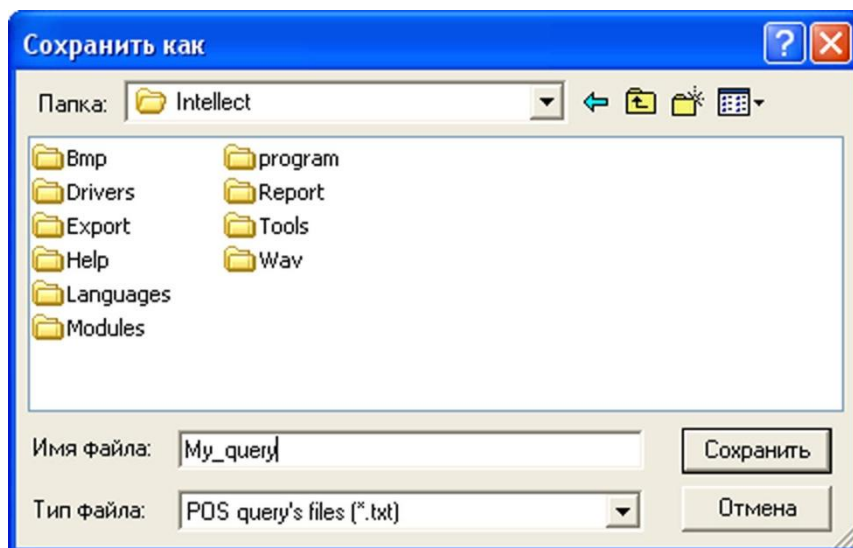 Сохранить как
Папка: Intellect
Bmp program
Drivers Report
Export Tools
Help Wav
Languages
Modules
Имя файла: My_query Сохранить
Тип файла: POS query's files (*.txt) Отмена